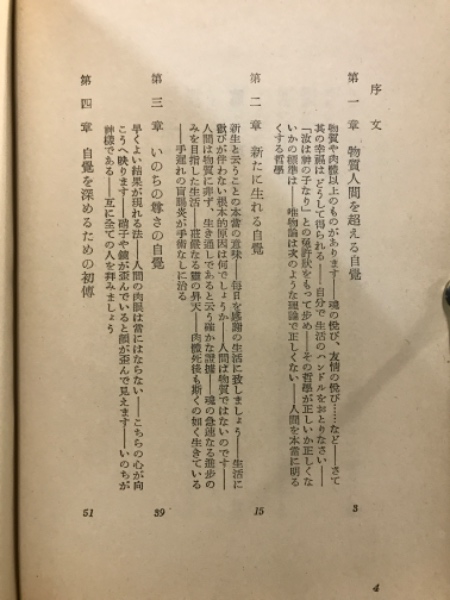 序文
第一章 物質人間を超える自覺
物質や肉體以上のものがあります――魂の悦び、友情の悦び……など――さて
其の幸福はどうして得られる――自分で生活のハンドルをおとりなさい――
「汝は神の子なり」との免許狀をもつて歩め――その哲學が正しいか正しくな
いかの標準は――唯物論は次のような理論で正しくない――人間を本當に明る
くする哲學
3
第二章 新たに生れる自覺
新生と云うことの本當の意味――毎日を感謝の生活に致しましょう――生活に
歡びが伴わない根本的原因は何でしょうか――人間は物質ではないのです――
人間は物質に非ず、生き通しであると云う確かな證據――魂の急速なる進歩の
みを目指した生活――莊嚴なる靈の昇天――肉體死後も斯くの如く生きている
――手遲れの盲腸炎が手術なしに治る
15
第三章 いのちの尊さの自覺
早くよい結果が現れる法――人間の肉眼は當にはならない――こちらの心が向
こうへ映ります――硝子や鏡が歪んでいると顔が歪んで見えます――いのちが
神樣である――互に全ての人を拜みましょう
39
第四章 自覺を深めるための初傳
51
4